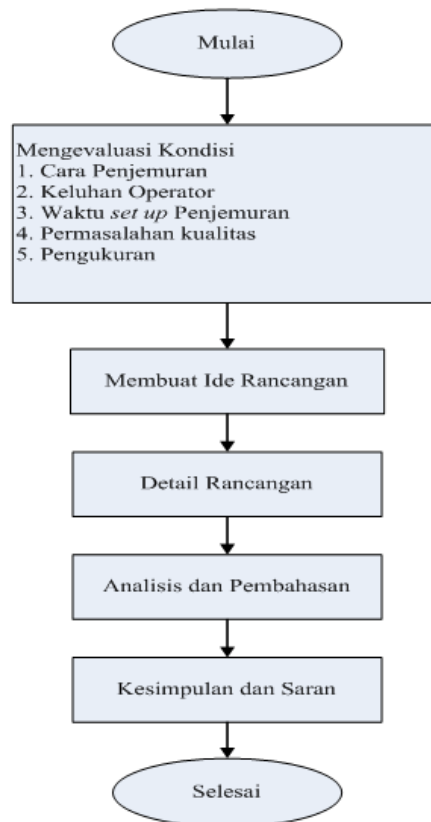 Mulai
Mengevaluasi Kondisi
1. Cara Penjemuran
2. Keluhan Operator
3. Waktu set up Penjemuran
4. Permasalahan kualitas
5. Pengukuran
Membuat Ide Rancangan
Detail Rancangan
Analisis dan Pembahasan
Kesimpulan dan Saran
Selesai